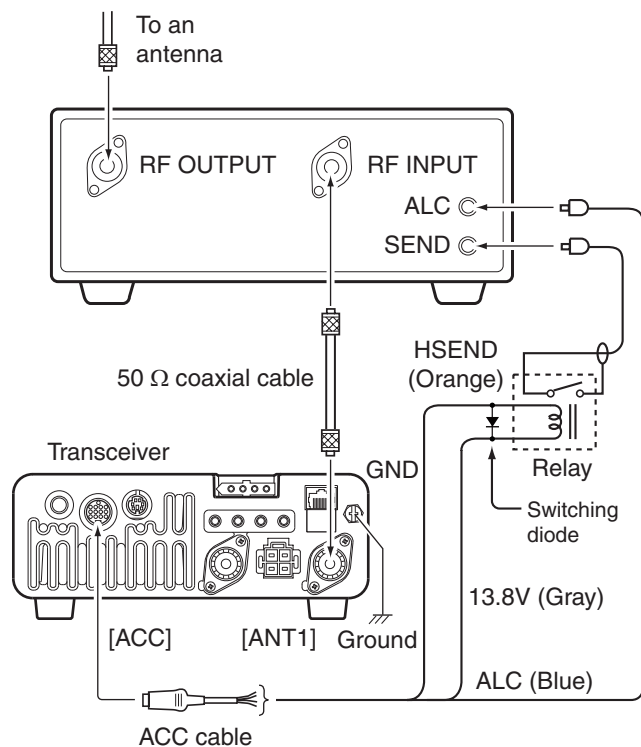 To an
antenna
RF OUTPUT
RF INPUT
ALC
SEND
50 Ω coaxial cable
HSEND
(Orange)
Transceiver
GND
Relay
Switching
diode
13.8V (Gray)
[ACC]
[ANT1]
Ground
ALC (Blue)
ACC cable